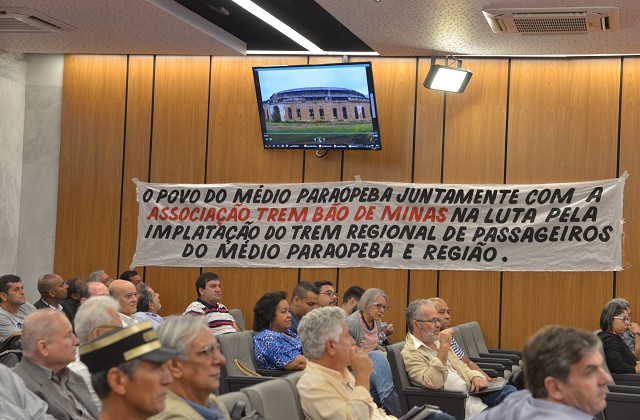 O POVO DO MÉDIO PARAOPEBA JUNTAMENTE COM A
ASSOCIAÇÃO TREM BÃO DE MINAS NA LUTA PELA
IMPLATAÇÃO DO TREM REGIONAL DE PASSAGEIROS
DO MÉDIO PARAOPEBA E REGIÃO.